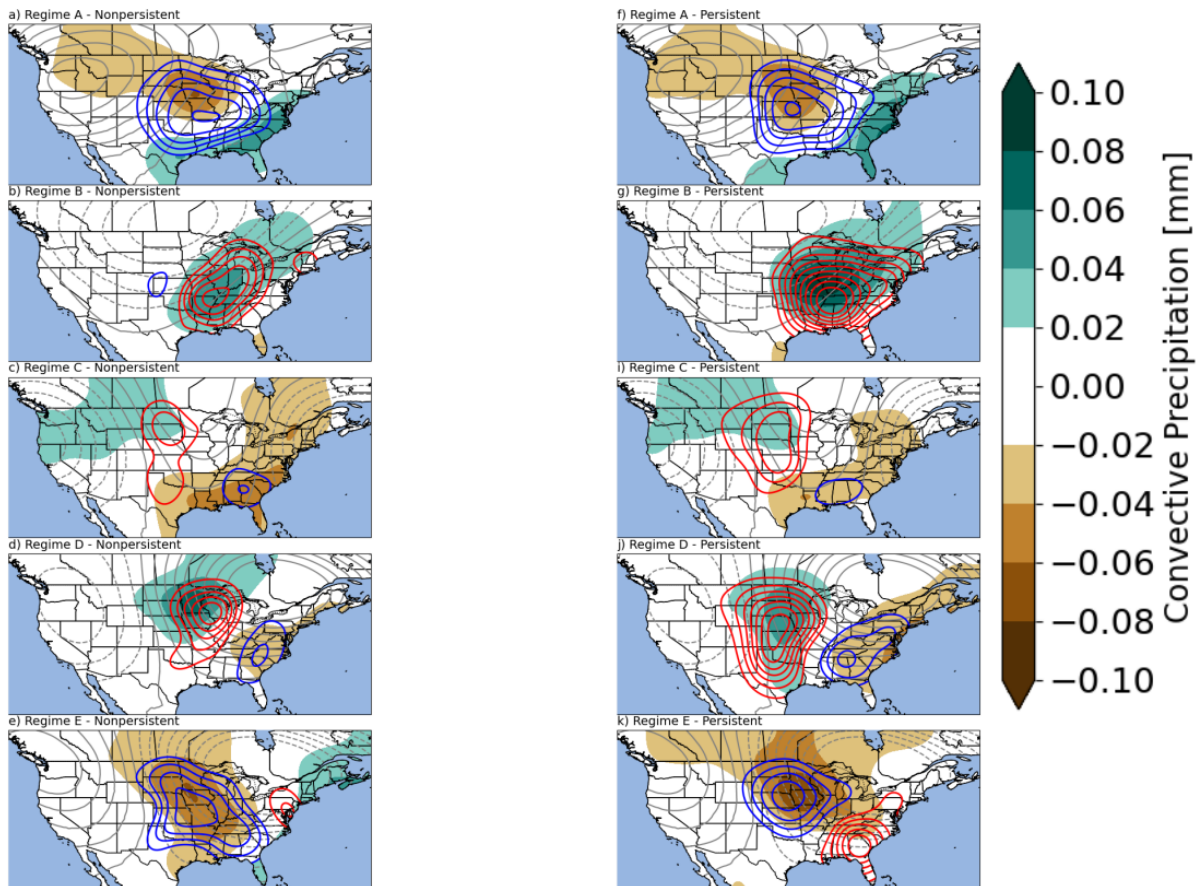 a) Regime A - Nonpersistent
f) Regime A - Persistent
b) Regime B - Nonpersistent
g) Regime B - Persistent
c) Regime C - Nonpersistent
i) Regime C - Persistent
d) Regime D - Nonpersistent
j) Regime D - Persistent
e) Regime E - Nonpersistent
k) Regime E - Persistent
0.10
0.08
0.06
0.04
0.02
0.00
−0.02
−0.04
−0.06
−0.08
−0.10
Convective Precipitation [mm]